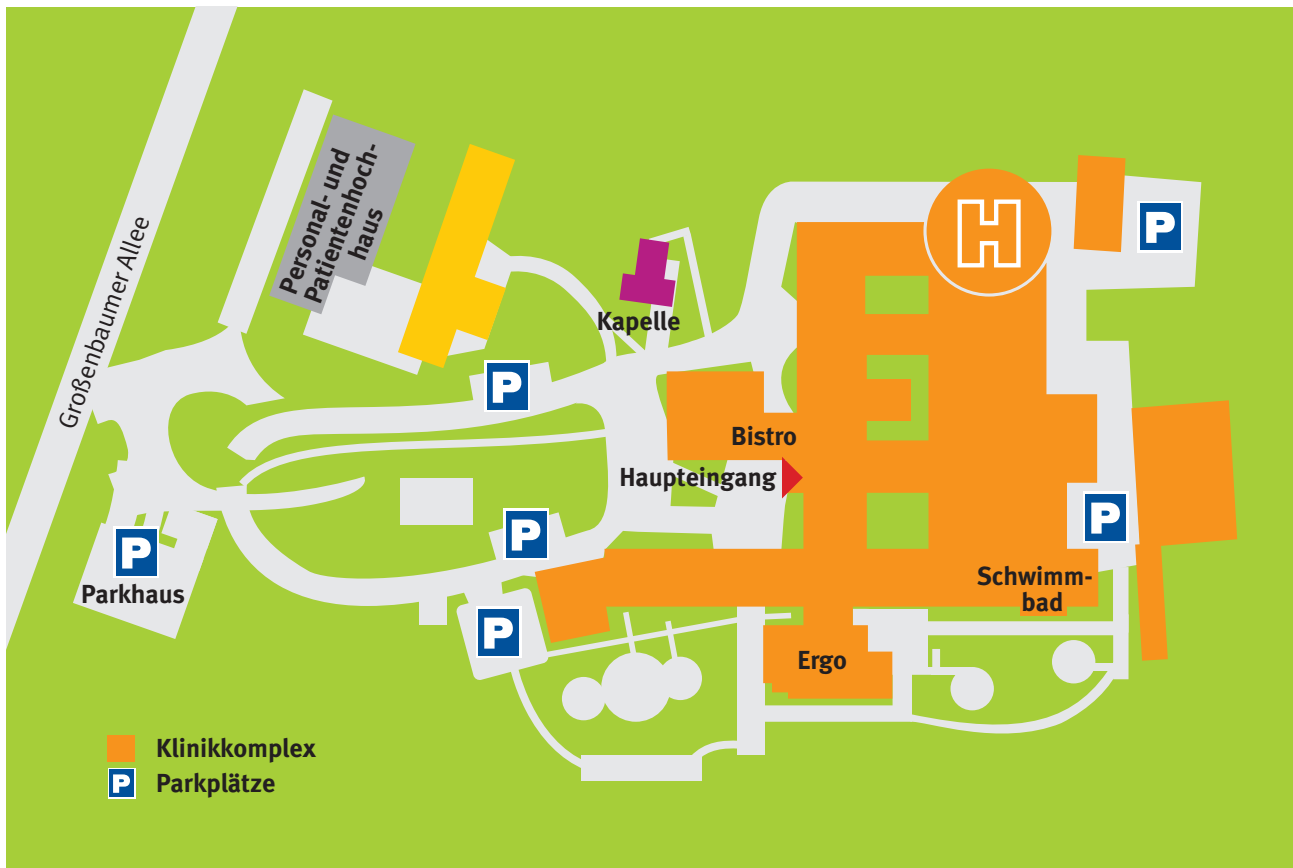 Großenbaumer Allee
Personal- und
Patientenhoch-
haus
Kapelle
H
P
P
Bistro
Haupteingang
P
P
P
Parkhaus
Schwimm-
bad
P
Ergo
Klinikkomplex
P Parkplätze